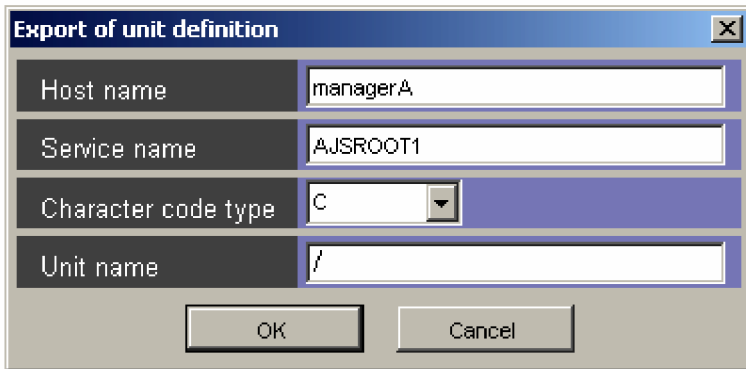 Export of unit definition
Host name managerA
Service name AJSROOT1
Character code type C
Unit name /
OK Cancel